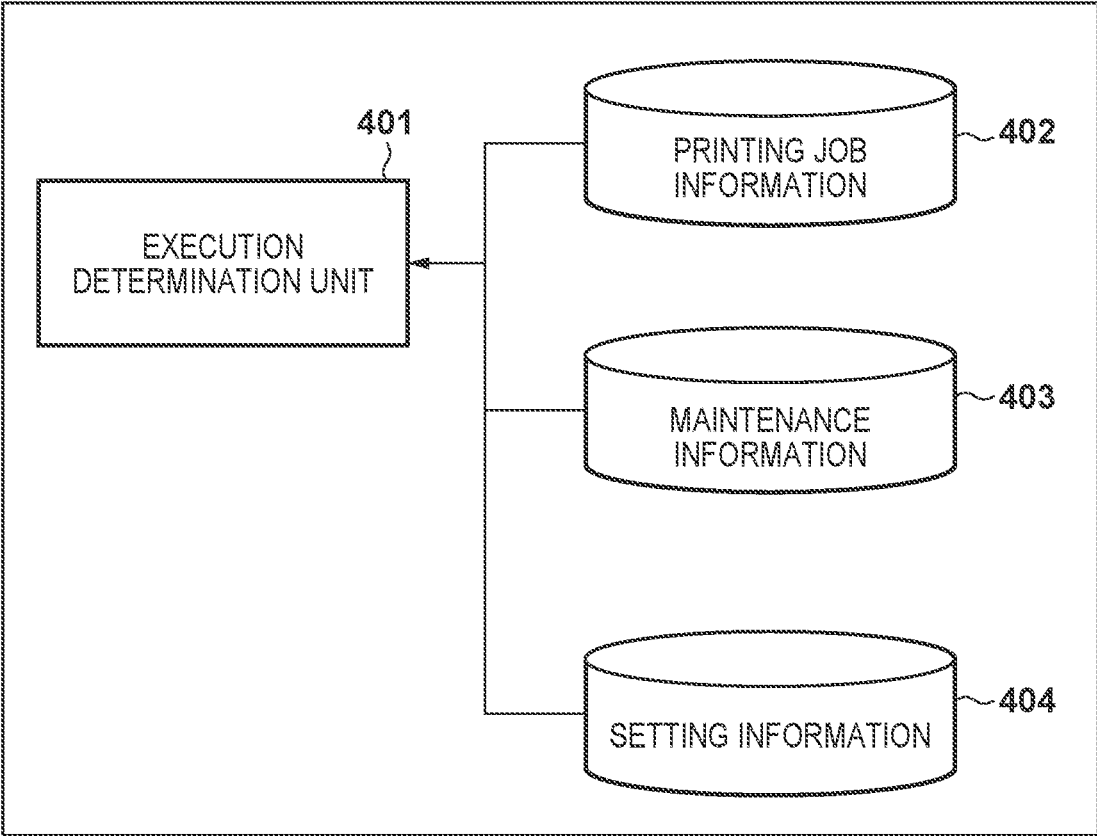 401
EXECUTION
DETERMINATION UNIT
PRINTING JOB
INFORMATION
402
MAINTENANCE
INFORMATION
403
SETTING INFORMATION
404